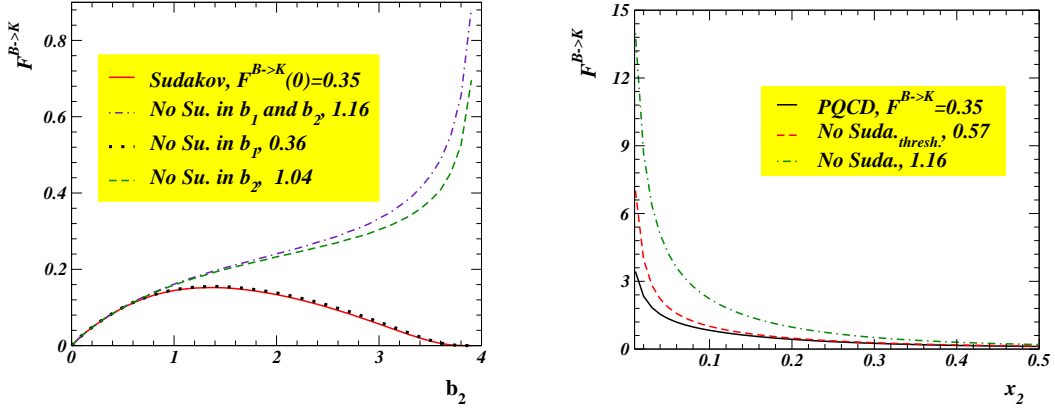 F^{B->K}
0.8
0.6
0.4
0.2
0
Sudakov, F^{B->K}(0)=0.35
No Su. in b_1 and b_2, 1.16
No Su. in b_1, 0.36
No Su. in b_2, 1.04
0 1 2 3 4
b_2
F^{B->K}
15
12
9
6
3
0
PQCD, F^{B->K}=0.35
No Suda._{thresh.}, 0.57
No Suda., 1.16
0.1 0.2 0.3 0.4 0.5
x_2